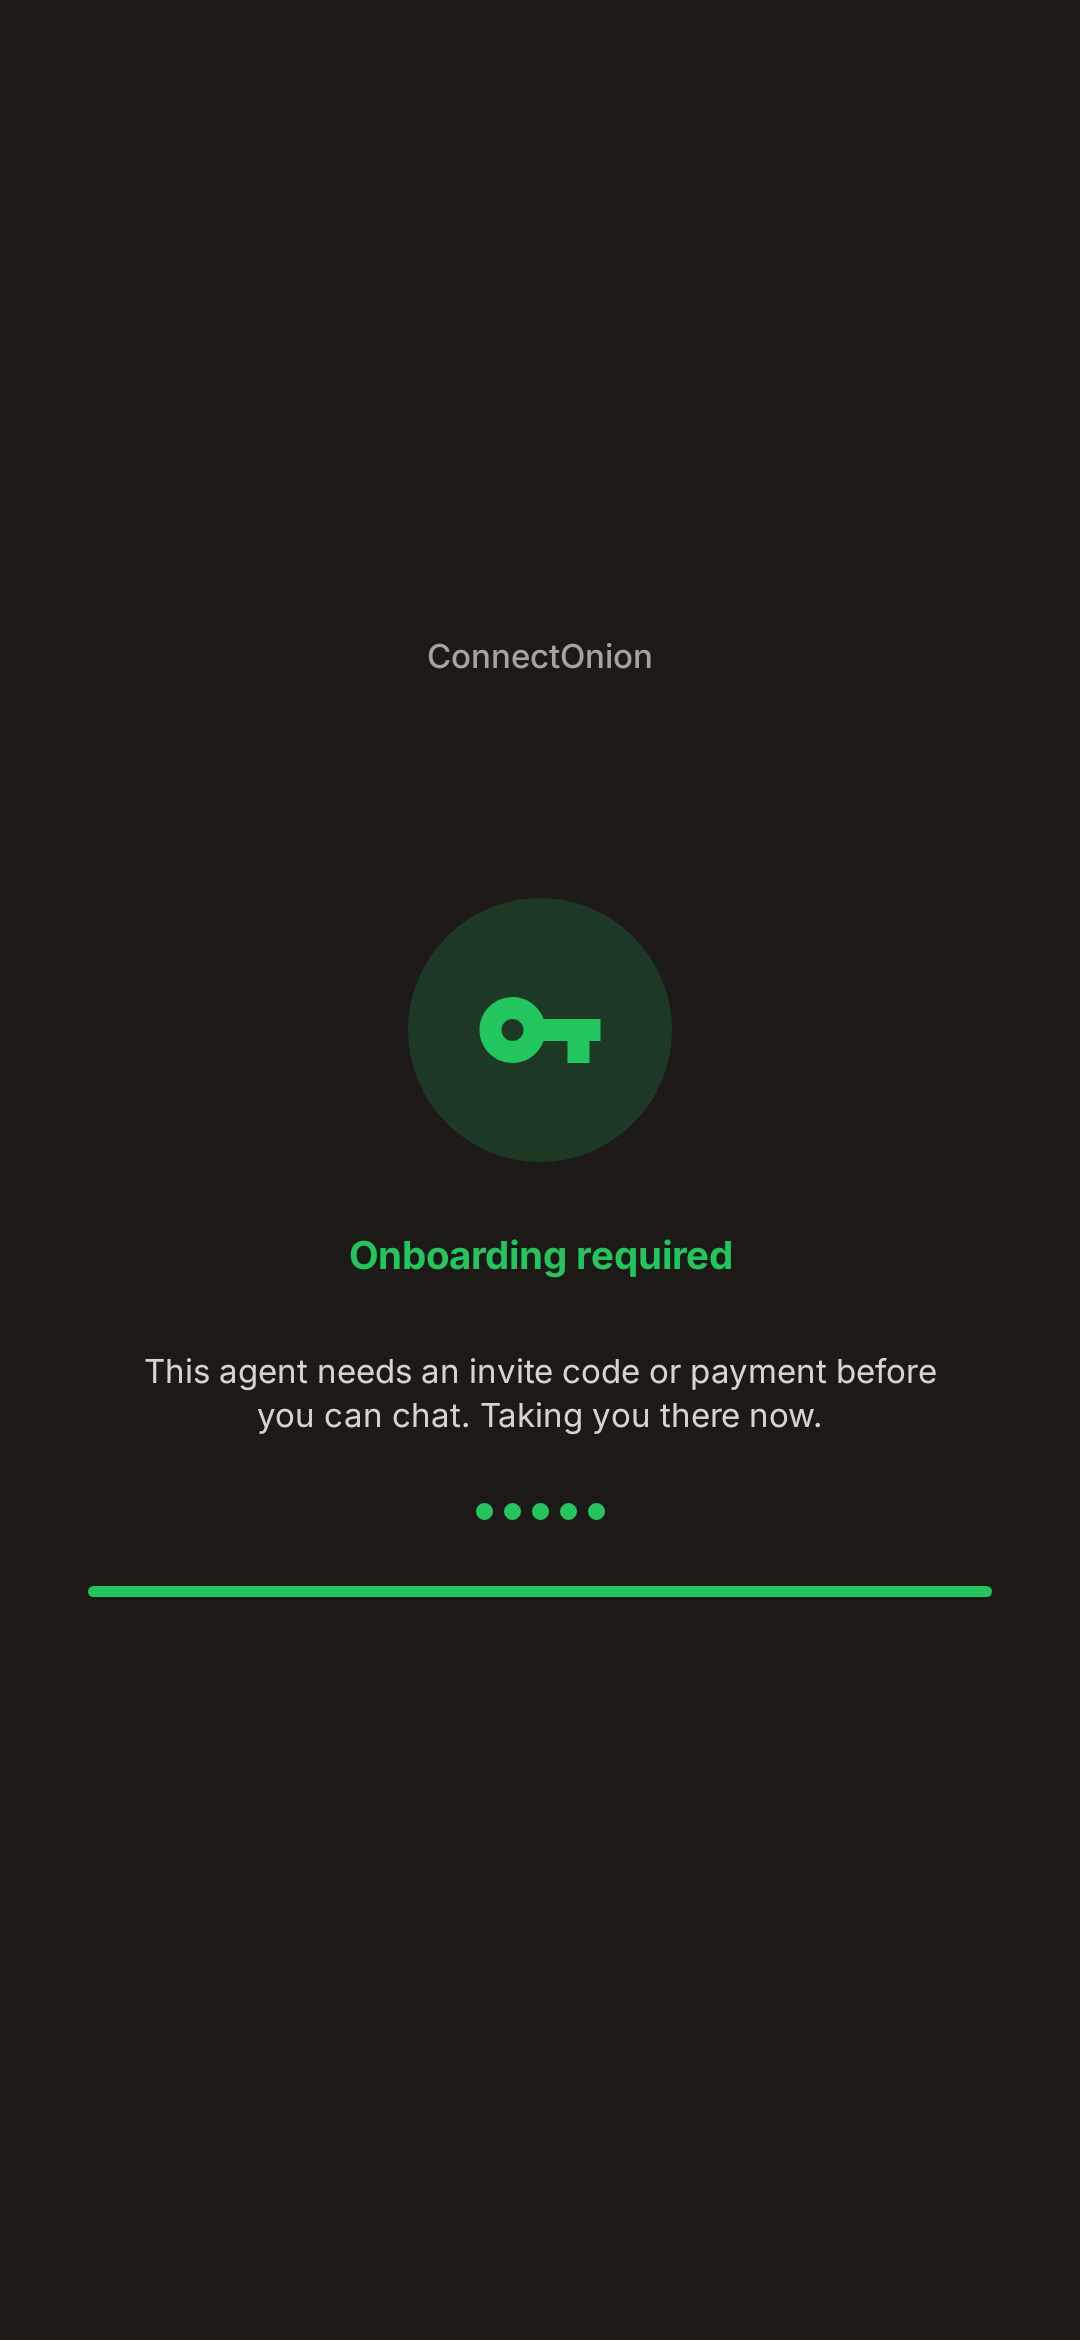 ConnectOnion
Onboarding required
This agent needs an invite code or payment before
you can chat. Taking you there now.